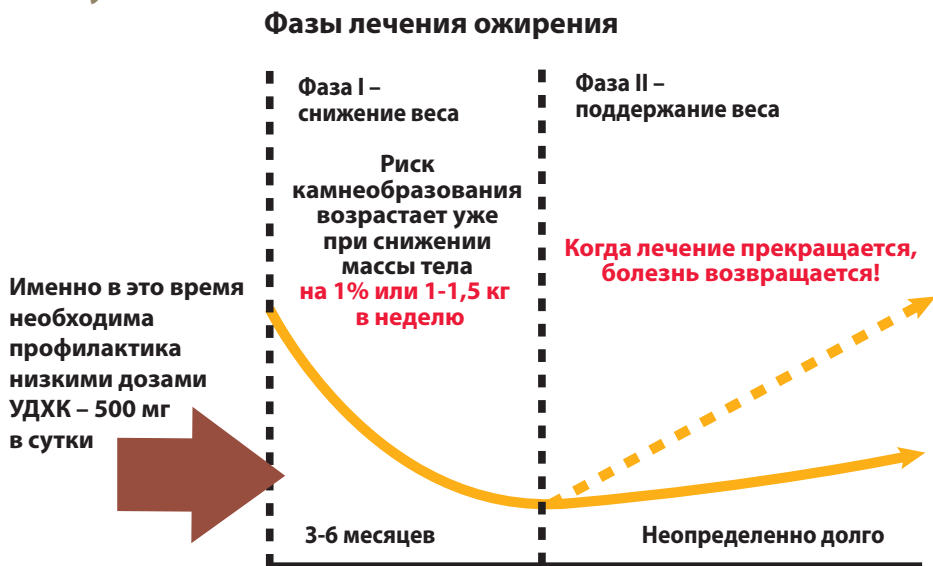 Фазы лечения ожирения
Фаза I –
снижение веса
Риск
камнеобразования
возрастает уже
при снижении
массы тела
на 1% или 1-1,5 кг
в неделю
Фаза II –
поддержание веса
Когда лечение прекращается,
болезнь возвращается!
Именно в это время
необходима
профилактика
низкими дозами
УДХК – 500 мг
в сутки
3-6 месяцев
Неопределенно долго